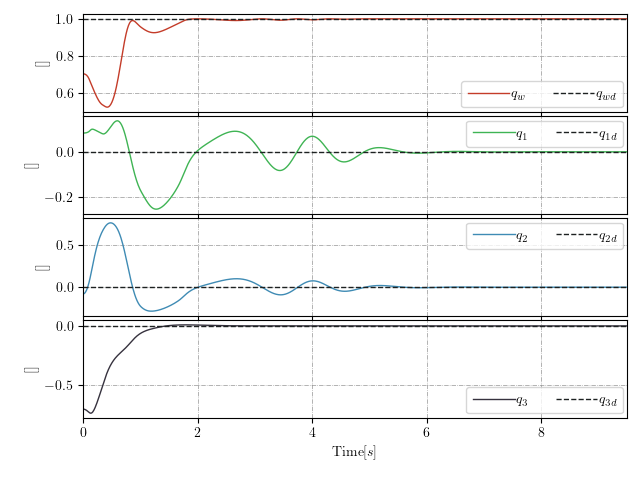 1.0
0.8
0.6
[]
q_w
q_{wd}
0.0
−0.2
[]
q_1
q_{1d}
0.5
0.0
[]
q_2
q_{2d}
0.0
−0.5
[]
q_3
q_{3d}
0 2 4 6 8
Time[s]